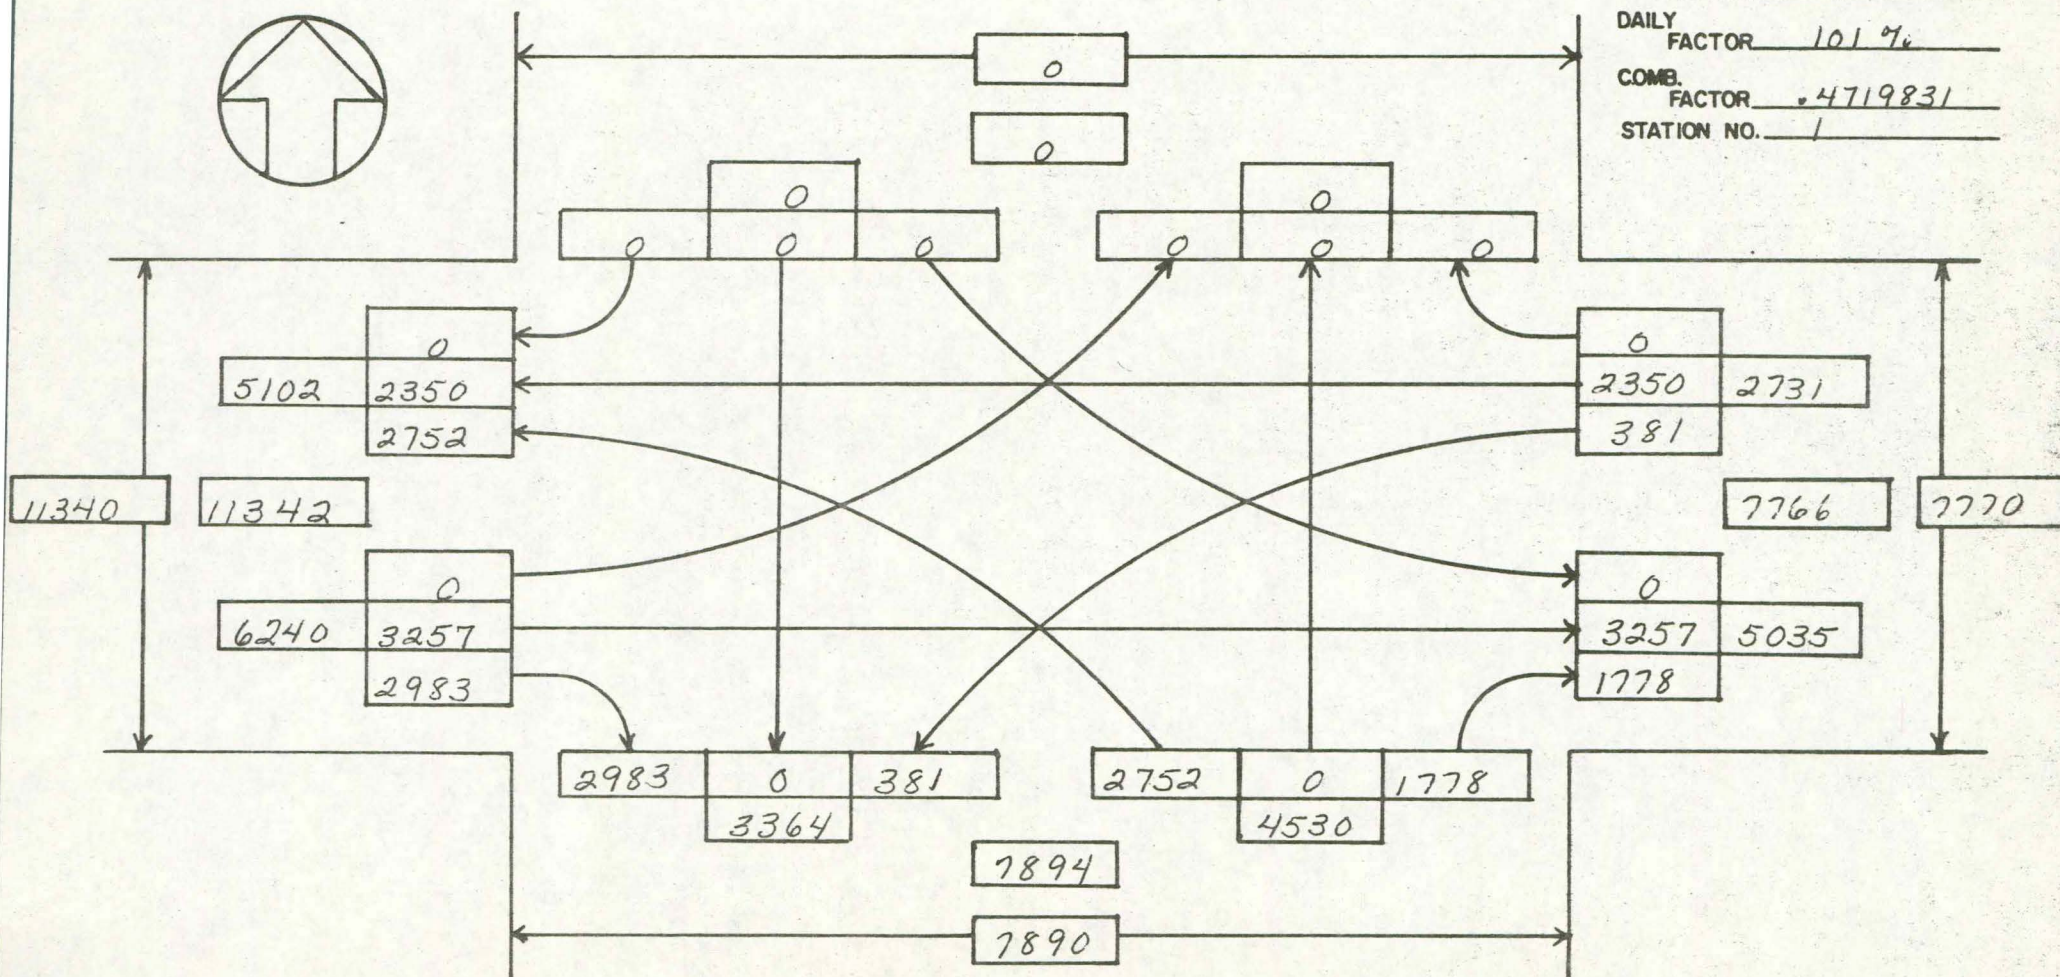 DAILY
FACTOR 101 %
COMB.
FACTOR .4719831
STATION NO. 1
0
0
0
0
0 0 0
0 0 0
0
0
5102 2350
2350 2731
2752
381
11340
11342
7766
7770
0
0
6240 3257
3257 5035
2983
1778
2983 0 381
2752 0 1778
3364
4530
7894
7890